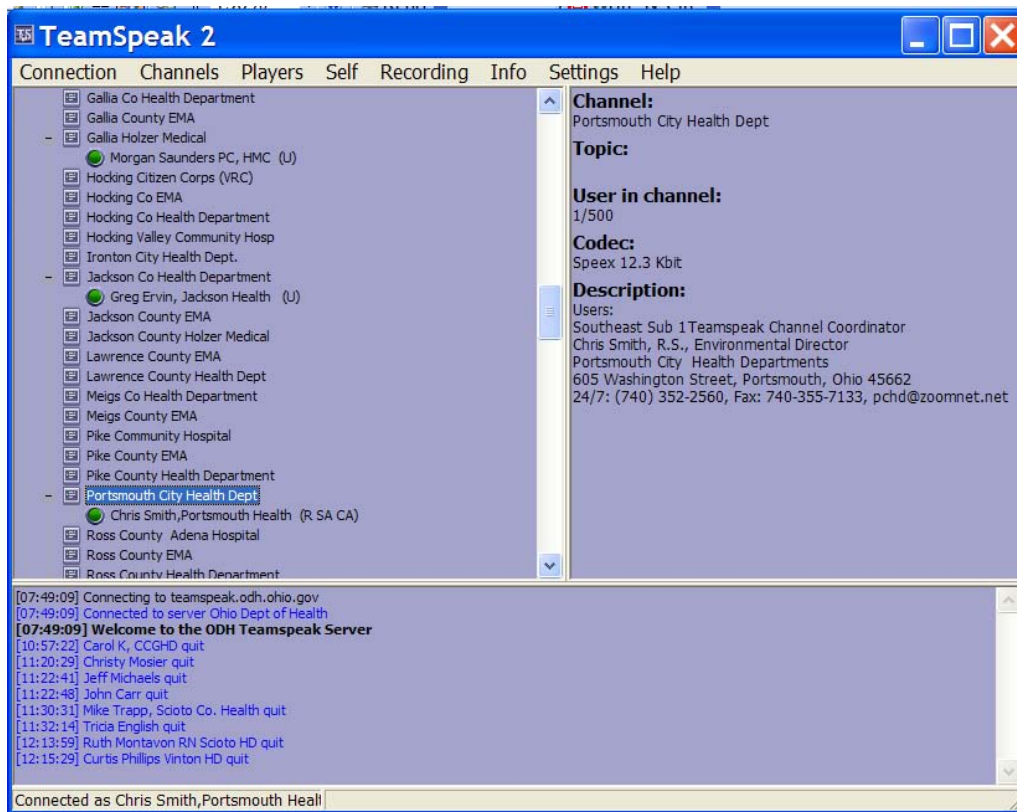 TeamSpeak 2
Connection Channels Players Self Recording Info Settings Help
Gallia Co Health Department
Gallia County EMA
Gallia Holzer Medical
Morgan Saunders PC, HMC (U)
Hocking Citizen Corps (VRC)
Hocking Co EMA
Hocking Co Health Department
Hocking Valley Community Hosp
Ironton City Health Dept.
Jackson Co Health Department
Greg Ervin, Jackson Health (U)
Jackson County EMA
Jackson County Holzer Medical
Lawrence County EMA
Lawrence County Health Dept
Meigs Co Health Department
Meigs County EMA
Pike Community Hospital
Pike County EMA
Pike County Health Department
Portsmouth City Health Dept
Chris Smith,Portsmouth Health (R SA CA)
Ross County Adena Hospital
Ross County EMA
Ross County Health Department
Channel:
Portsmouth City Health Dept
Topic:
User in channel:
1/500
Codec:
Speex 12.3 Kbit
Description:
Users:
Southeast Sub 1Teamspeak Channel Coordinator
Chris Smith, R.S., Environmental Director
Portsmouth City Health Departments
605 Washington Street, Portsmouth, Ohio 45662
24/7: (740) 352-2560, Fax: 740-355-7133, pchd@zoomnet.net
[07:49:09] Connecting to teamspeak.odh.ohio.gov
[07:49:09] Connected to server Ohio Dept of Health
[07:49:09] Welcome to the ODH Teamspeak Server
[10:57:22] Carol K, CCGHD quit
[11:20:29] Christy Mosier quit
[11:22:41] Jeff Michaels quit
[11:22:48] John Carr quit
[11:30:31] Mike Trapp, Scioto Co. Health quit
[11:32:14] Tricia English quit
[12:13:59] Ruth Montavon RN Scioto HD quit
[12:15:29] Curtis Phillips Vinton HD quit
Connected as Chris Smith,Portsmouth Healt